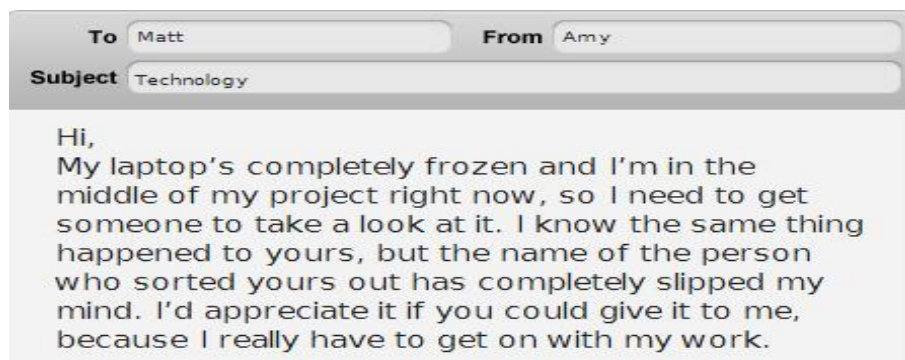 To Matt From Amy
Subject Technology
Hi,
My laptop's completely frozen and I'm in the
middle of my project right now, so I need to get
someone to take a look at it. I know the same thing
happened to yours, but the name of the person
who sorted yours out has completely slipped my
mind. I'd appreciate it if you could give it to me,
because I really have to get on with my work.